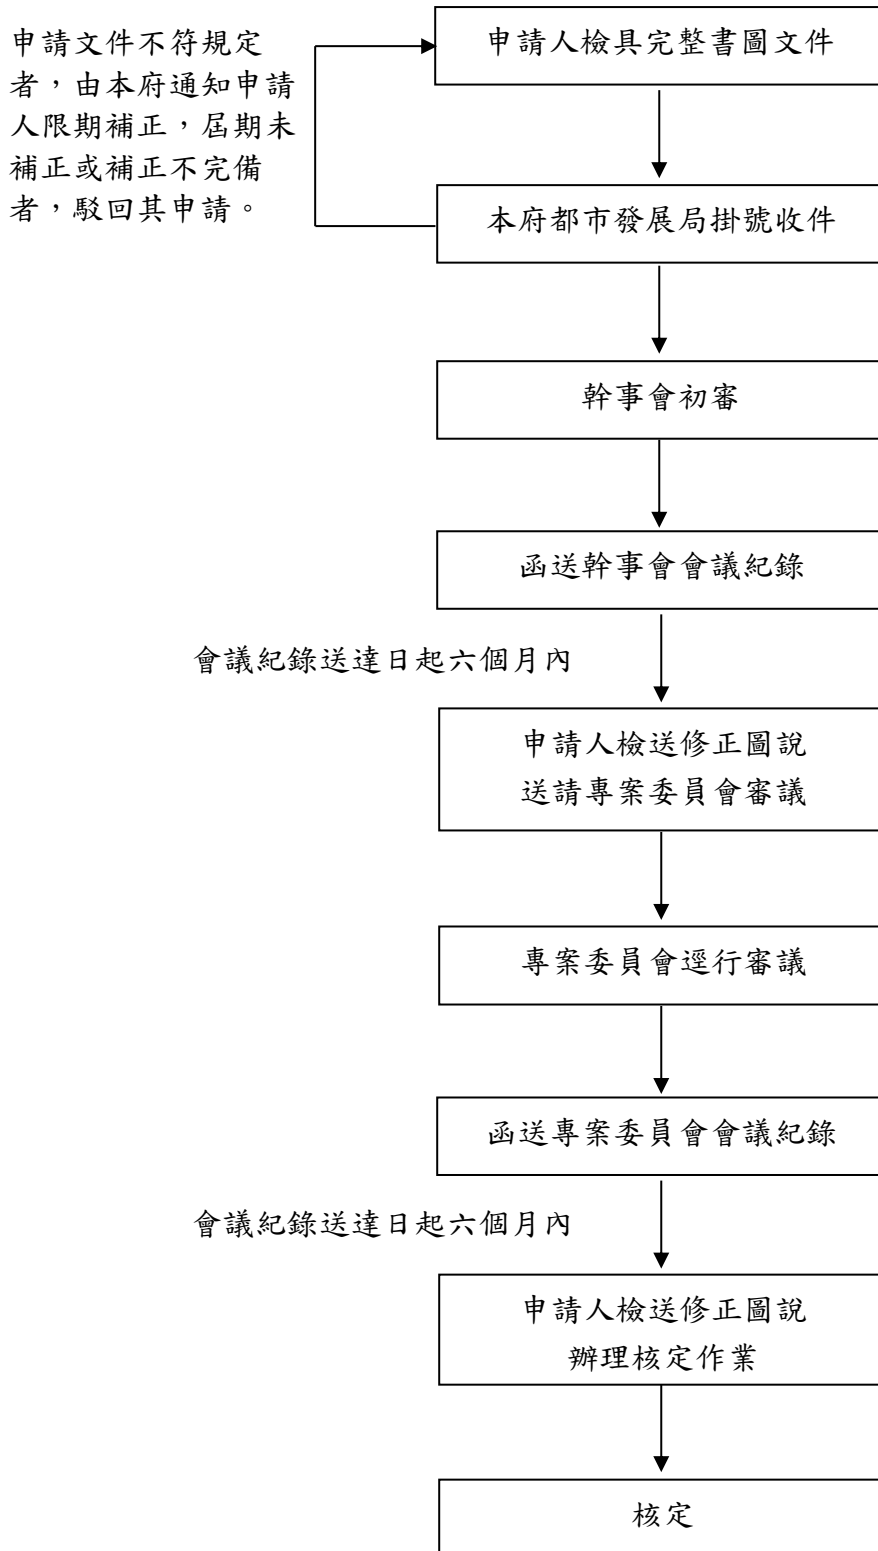 申請文件不符規定
者，由本府通知申請
人限期補正，屆期未
補正或補正不完備
者，駁回其申請。
申請人檢具完整書圖文件
本府都市發展局掛號收件
幹事會初審
函送幹事會會議紀錄
會議紀錄送達日起六個月內
申請人檢送修正圖說
送請專案委員會審議
專案委員會逕行審議
函送專案委員會會議紀錄
會議紀錄送達日起六個月內
申請人檢送修正圖說
辦理核定作業
核定